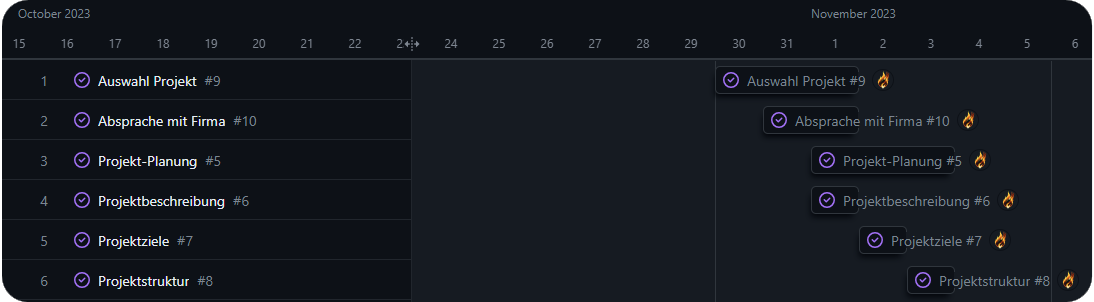 October 2023 November 2023
15 16 17 18 19 20 21 22 24 25 26 27 28 29 30 31 1 2 3 4 5 6
1 Auswahl Projekt #9 Auswahl Projekt #9
2 Absprache mit Firma #10 Absprache mit Firma #10
3 Projekt-Planung #5 Projekt-Planung #5
4 Projektbeschreibung #6 Projektbeschreibung #6
5 Projektziele #7 Projektziele #7
6 Projektstruktur #8 Projektstruktur #8